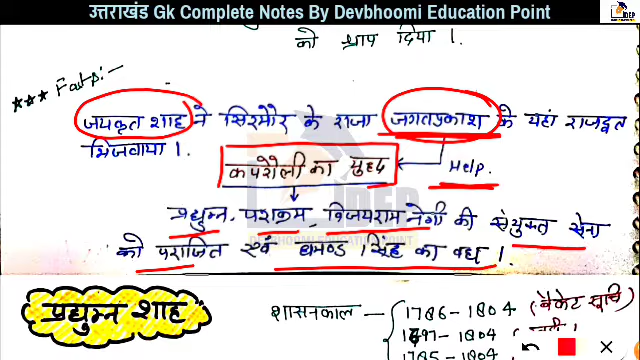 उत्तराखंड Gk Complete Notes By Devbhoomi Education Point
को श्राप दिया ।
*** Fact :-
जयकृत शाह ने सिरमौर के राजा जगतप्रकाश के यहां राजदूत
भिजवाया ।
कपरौली का युद्ध
Help.
प्रद्युम्न, पराक्रम, विजयराम नेगी की संयुक्त सेना
को पराजित एवं घमण्ड सिंह का वध ।
प्रद्युम्न शाह
शासनकाल – 1786 - 1804 (बैकेट सूचि)
1797 - 1804
1785 - 1804